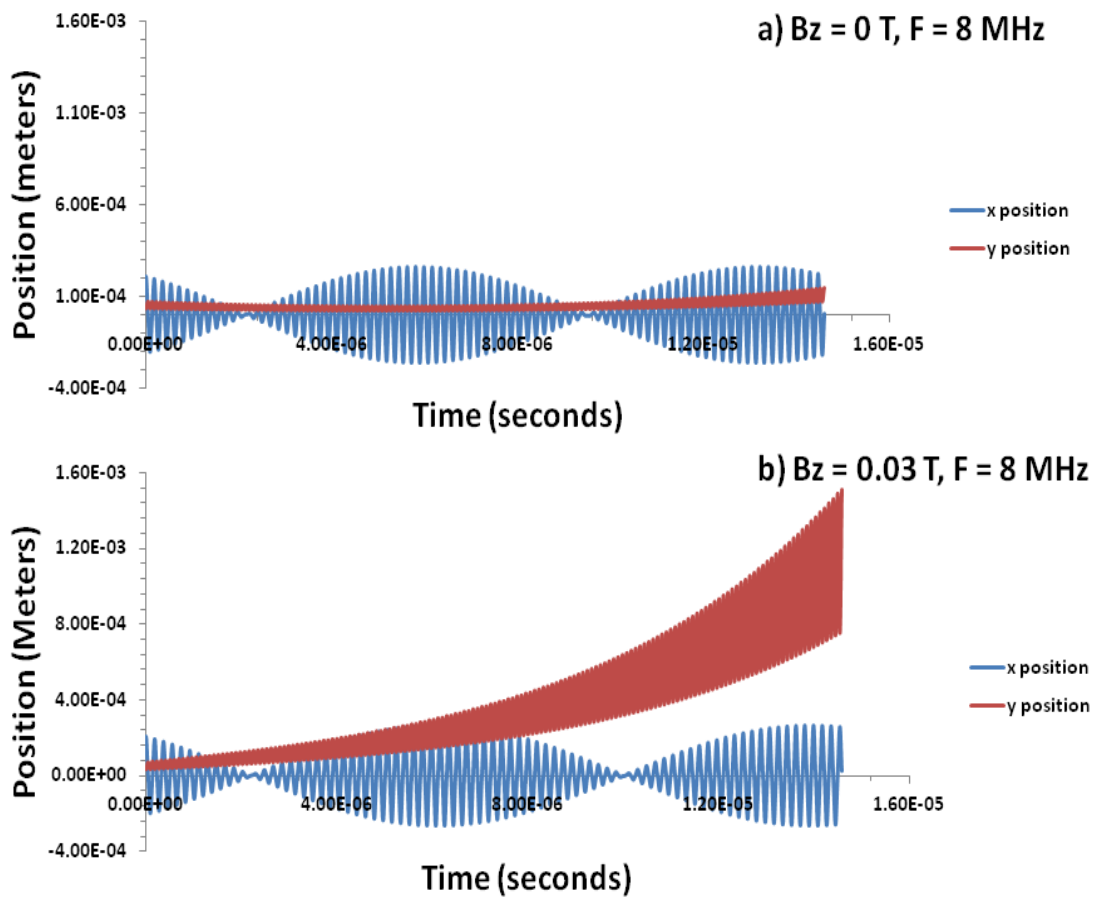 a) Bz = 0 T, F = 8 MHz
Position (meters)
1.60E-03
1.10E-03
6.00E-04
1.00E-04
-4.00E-04
0.00E+00 4.00E-06 8.00E-06 1.20E-05 1.60E-05
x position
y position
Time (seconds)
b) Bz = 0.03 T, F = 8 MHz
Position (Meters)
1.60E-03
1.20E-03
8.00E-04
4.00E-04
0.00E+00
-4.00E-04
0.00E+00 4.00E-06 8.00E-06 1.20E-05 1.60E-05
x position
y position
Time (seconds)